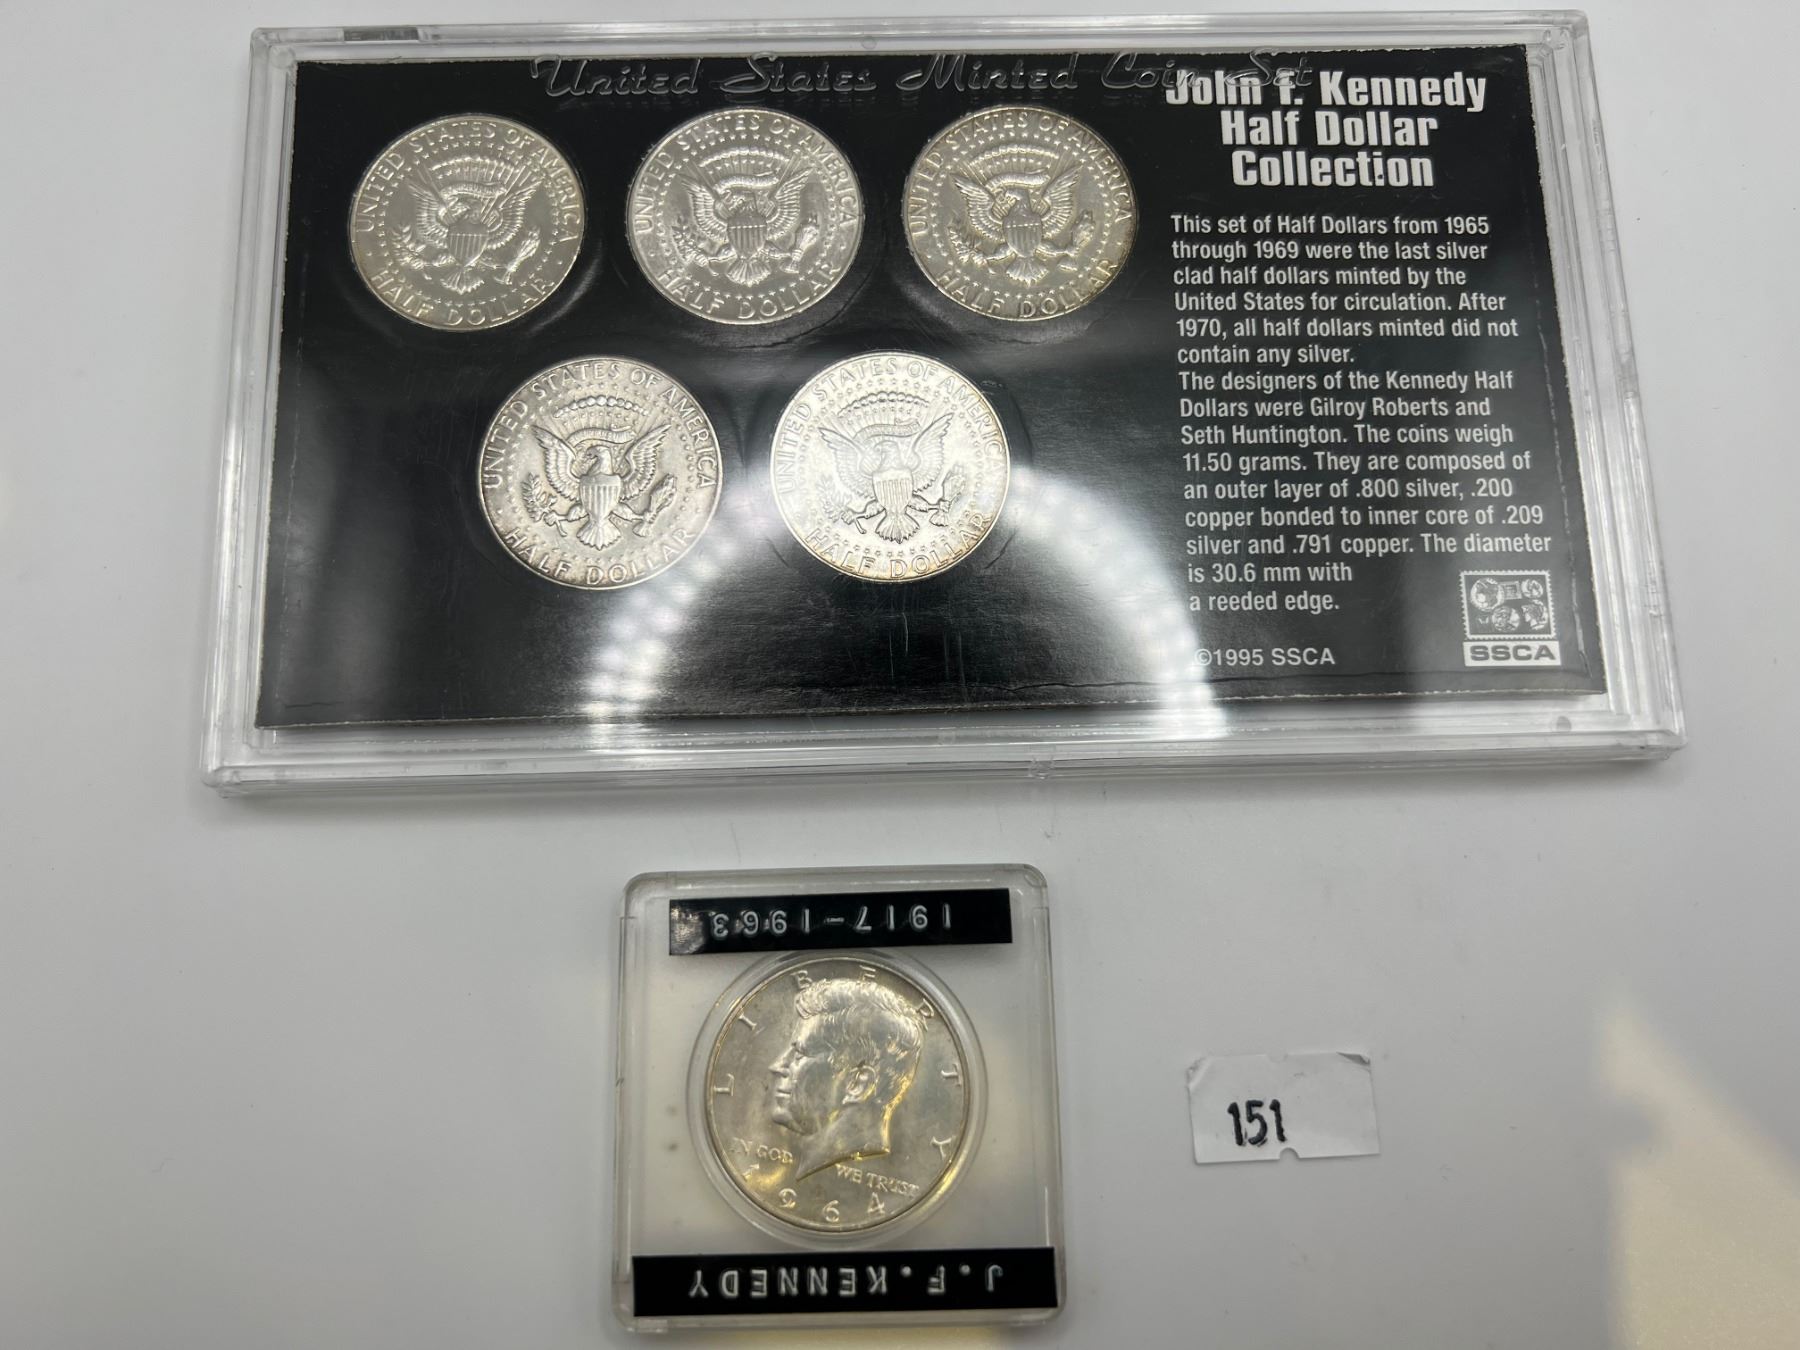 United States Minted Coin Set
John F. Kennedy
Half Dollar
Collection
UNITED STATES OF AMERICA
HALF DOLLAR
UNITED STATES OF AMERICA
HALF DOLLAR
UNITED STATES OF AMERICA
HALF DOLLAR
UNITED STATES OF AMERICA
HALF DOLLAR
UNITED STATES OF AMERICA
HALF DOLLAR
This set of Half Dollars from 1965
through 1969 were the last silver
clad half dollars minted by the
United States for circulation. After
1970, all half dollars minted did not
contain any silver.
The designers of the Kennedy Half
Dollars were Gilroy Roberts and
Seth Huntington. The coins weigh
11.50 grams. They are composed of
an outer layer of .800 silver, .200
copper bonded to inner core of .209
silver and .791 copper. The diameter
is 30.6 mm with
a reeded edge.
©1995 SSCA
SSCA
1917-1963
LIBERTY
IN GOD WE TRUST
1964
J.F.KENNEDY
151